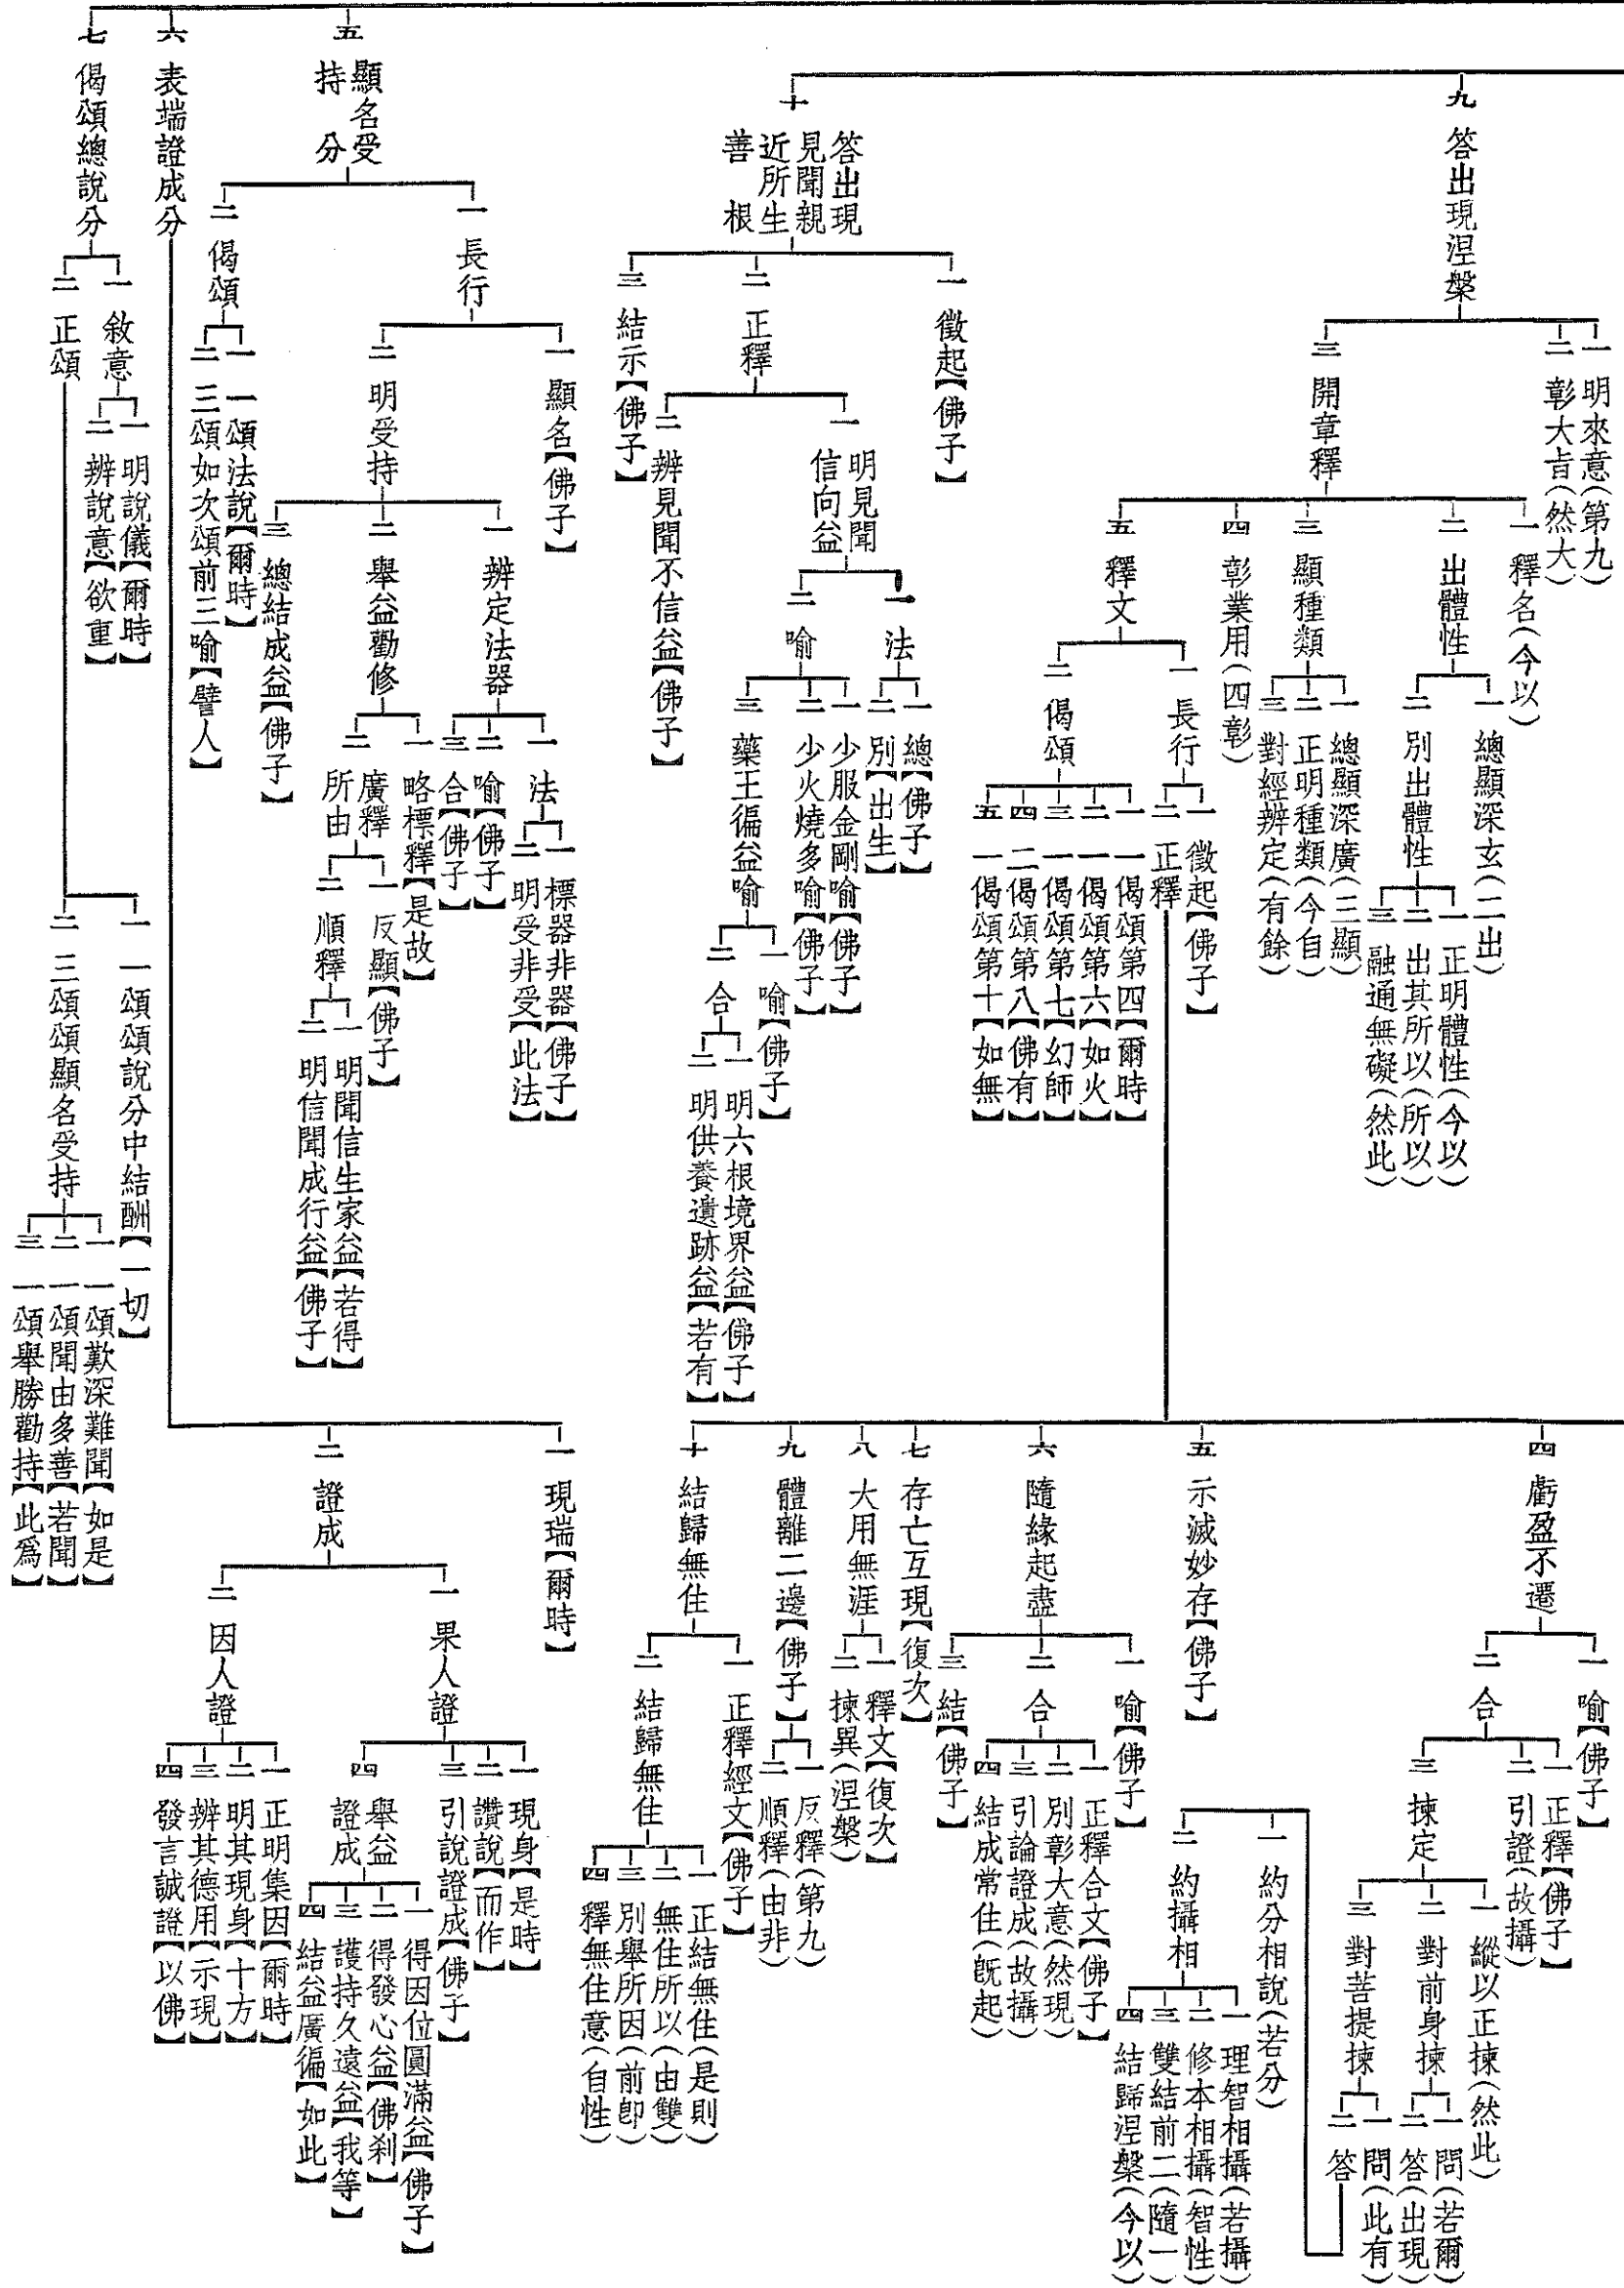 九 答出現涅槃
一 明來意(第九)
二 彰大旨(然大)
三 開章釋
一 釋名(今以)
二 出體性
一 總顯深玄(二出)
二 別出體性
一 正明體性(今以)
二 出其所以(所以)
三 融通無礙(然此)
三 顯種類
一 總顯深廣(三顯)
二 正明種類(今自)
三 對經辨定(有餘)
四 彰業用(四彰)
五 釋文
一 長行
一 徵起【佛子】
二 正釋
四 虧盈不遷
一 喻【佛子】
二 合
一 正釋【佛子】
二 引證(故攝)
三 揀定
一 縱以正揀(然此)
二 對前身揀
一 問(若爾)
二 答(出現)
三 對菩提揀
一 問(此有)
二 答
一 約分相說(若分)
二 約攝相
一 理智相攝(若攝)
二 修本相攝(智性)
三 雙結前二(隨一)
四 結歸涅槃(今以)
五 示滅妙存【佛子】
六 隨緣起盡
一 喻【佛子】
二 合
一 正釋合文【佛子】
二 別彰大意(然現)
三 引論證成(故攝)
四 結成常住(既起)
三 結【佛子】
七 存亡互現【復次】
八 大用無涯
一 釋文【復次】
二 揀異(涅槃)
九 體離二邊【佛子】
一 反釋(第九)
二 順釋(由非)
十 結歸無住
一 正釋經文【佛子】
二 結歸無住
一 正結無住(是則)
二 無住所以(由雙)
三 別舉所因(前卽)
四 釋無住意(自性)
二 偈頌
一 一偈頌第四【爾時】
二 一偈頌第六【如火】
三 一偈頌第七【幻師】
四 二偈頌第八【佛有】
五 一偈頌第十【如無】
十 答出現見聞親近所生善根
一 徵起【佛子】
二 正釋
一 明見聞信向益
一 法
一 總【佛子】
二 別【出生】
二 喻
一 少服金剛喻【佛子】
二 少火燒多喻【佛子】
三 藥王徧益喻
一 喻【佛子】
二 合
一 明六根境界益【佛子】
二 明供養遺跡益【若有】
二 辨見聞不信益【佛子】
三 結示【佛子】
五 顯名受持分
一 長行
一 顯名【佛子】
二 明受持
一 辨定法器
一 法
一 標器非器【佛子】
二 明受非受【此法】
二 喻【佛子】
三 合【佛子】
二 舉益勸修
一 略標釋【是故】
二 廣釋所由
一 反顯【佛子】
二 順釋
一 明聞信生家益【若得】
二 明信聞成行益【佛子】
三 總結成益【佛子】
二 偈頌
一 一頌法說【爾時】
二 三頌如次頌前三喻【譬人】
六 表瑞證成分
一 現瑞【爾時】
二 證成
一 果人證
一 現身【是時】
二 讚說【而作】
三 引說證成【佛子】
四 舉益證成
一 得因位圓滿益【佛子】
二 得發心益【佛剎】
三 護持久遠益【我等】
四 結益廣徧【如此】
二 因人證
一 正明集因【爾時】
二 明其現身【十方】
三 辨其德用【示現】
四 發言誠證【以佛】
七 偈頌總說分
一 敘意
一 明說儀【爾時】
二 辨說意【欲重】
二 正頌
一 一頌頌說分中結酬【一切】
二 三頌頌顯名受持
一 一頌歎深難聞【如是】
二 一頌聞由多善【若聞】
三 一頌舉勝勸持【此爲】